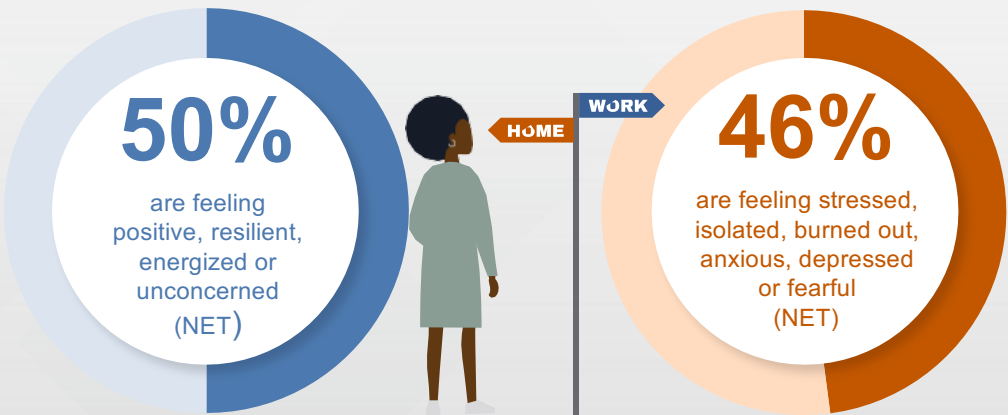 50%
are feeling
positive, resilient,
energized or
unconcerned
(NET)
HOME
WORK
46%
are feeling stressed,
isolated, burned out,
anxious, depressed
or fearful
(NET)